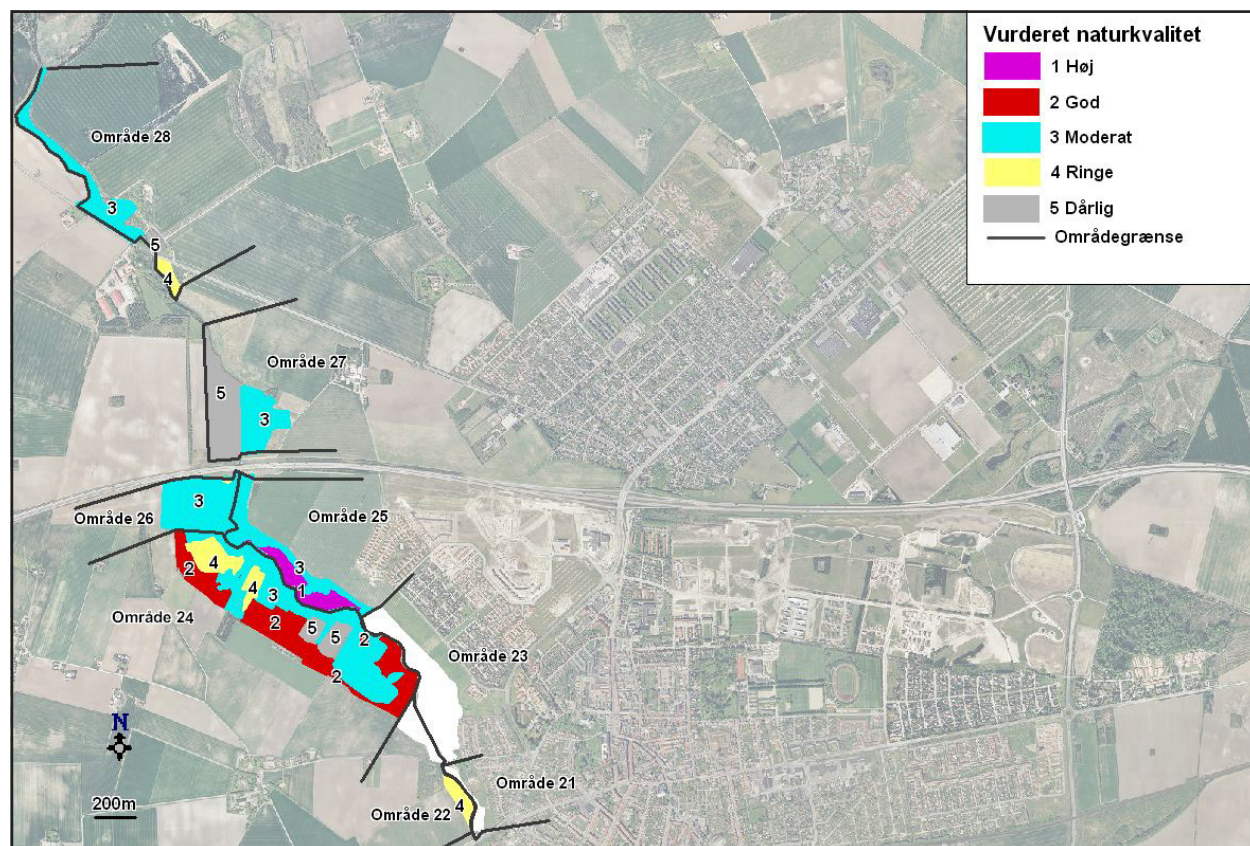 Vurderet naturkvalitet
1 Høj
2 God
3 Moderat
4 Ringe
5 Dårlig
Områdegrænse
Område 28
3
5
4
Område 27
5
3
3
Område 26
Område 25
3
2
4
4
3
1
Område 24
2
5
5
2
Område 23
2
N
200m
Område 21
Område 22
4